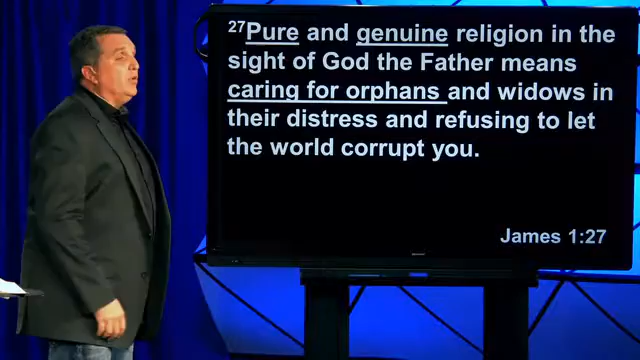 27Pure and genuine religion in the
sight of God the Father means
caring for orphans and widows in
their distress and refusing to let
the world corrupt you.
James 1:27